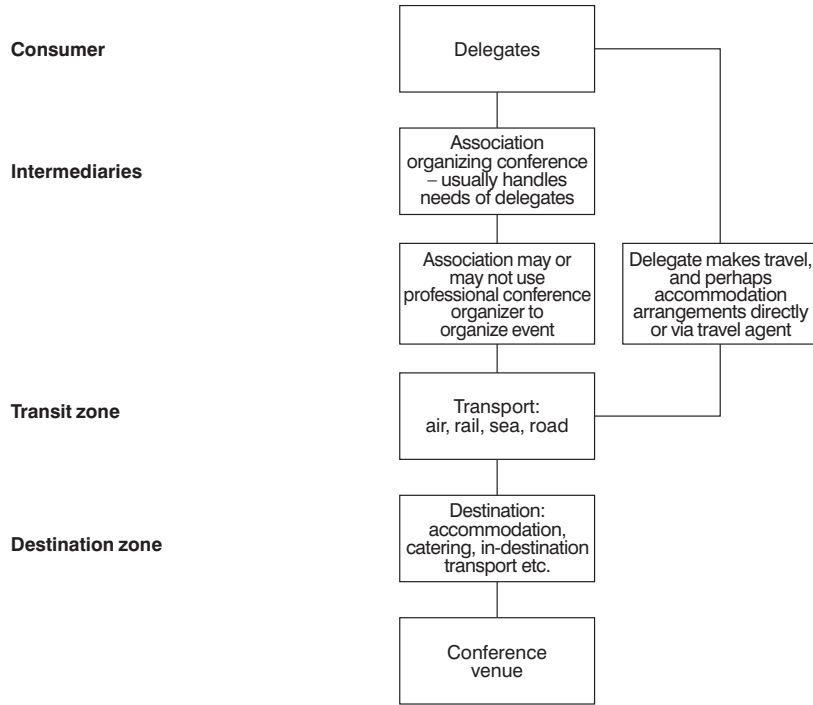 Consumer
Delegates
Intermediaries
Association
organizing conference
– usually handles
needs of delegates
Association may or
may not use
professional conference
organizer to
organize event
Delegate makes travel,
and perhaps
accommodation
arrangements directly
or via travel agent
Transit zone
Transport:
air, rail, sea, road
Destination zone
Destination:
accommodation,
catering, in-destination
transport etc.
Conference
venue